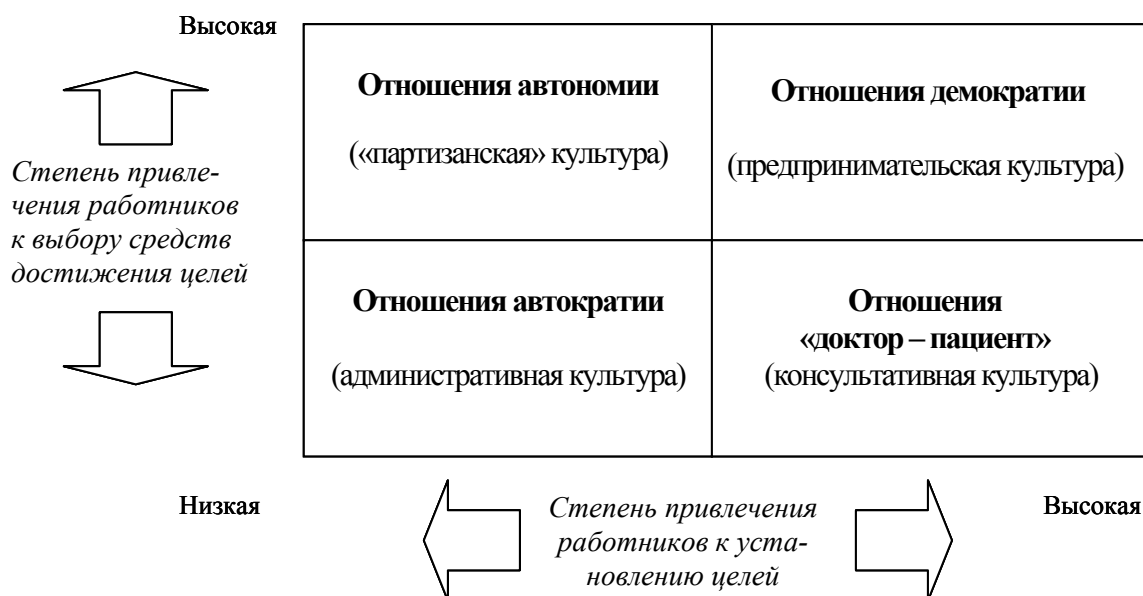 Высокая
Отношения автономии
(«партизанская» культура)
Отношения демократии
(предпринимательская культура)
Степень привле-
чения работников
к выбору средств
достижения целей
Отношения автократии
(административная культура)
Отношения
«доктор – пациент»
(консультативная культура)
Низкая
Степень привлечения
работников к уста-
новлению целей
Высокая